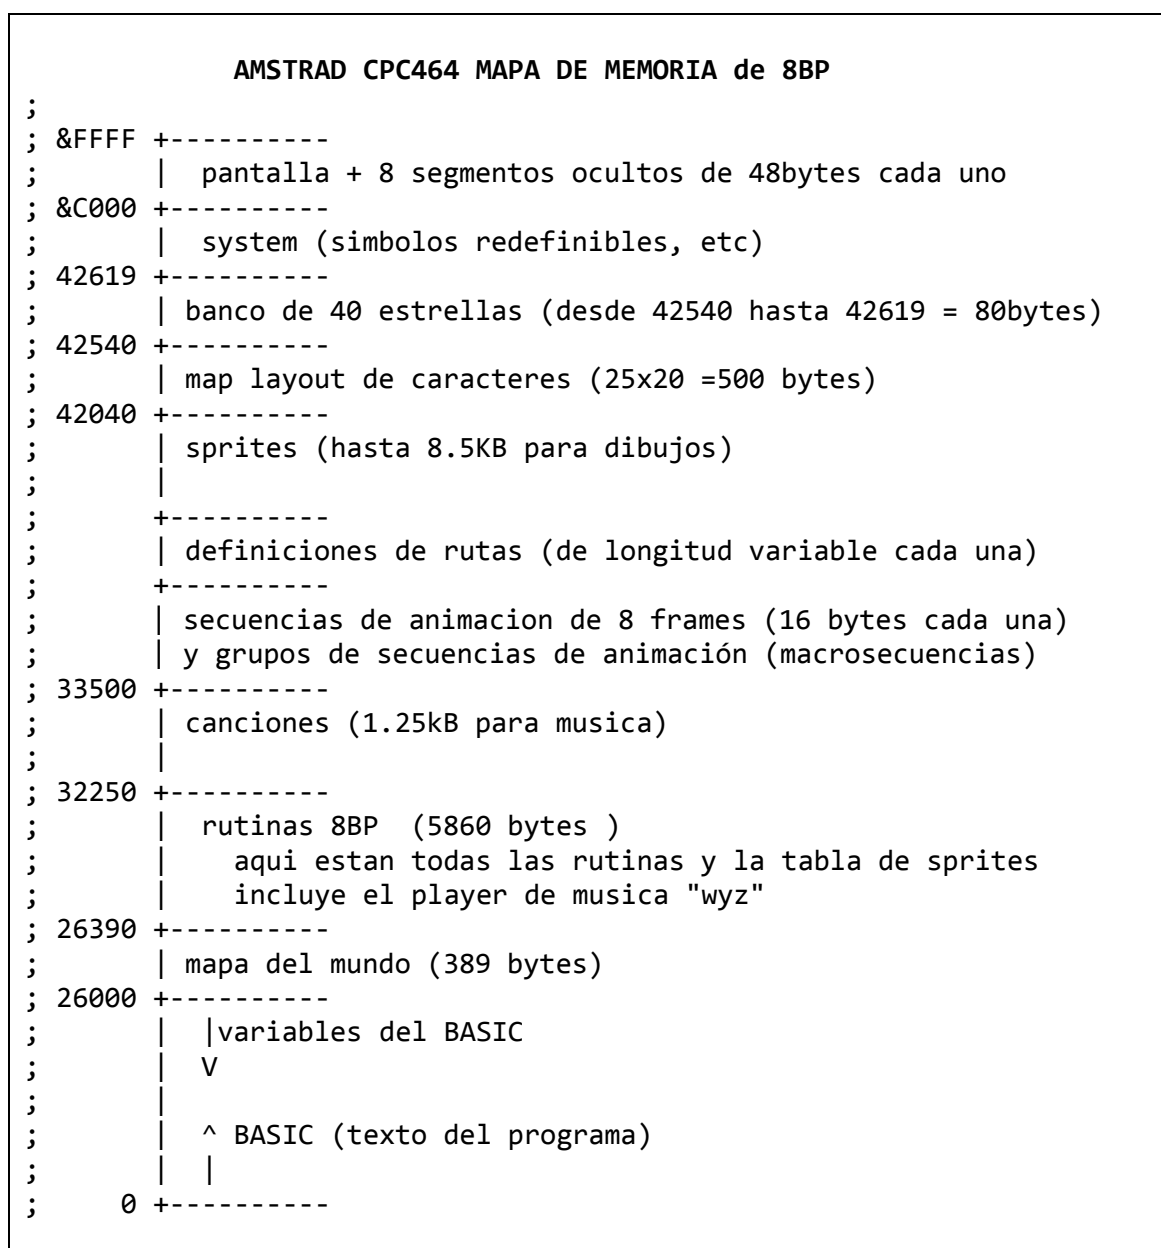 AMSTRAD CPC464 MAPA DE MEMORIA de 8BP
;
; &FFFF +----------
;       |  pantalla + 8 segmentos ocultos de 48bytes cada uno
; &C000 +----------
;       |  system (simbolos redefinibles, etc)
; 42619 +----------
;       | banco de 40 estrellas (desde 42540 hasta 42619 = 80bytes)
; 42540 +----------
;       | map layout de caracteres (25x20 =500 bytes)
; 42040 +----------
;       | sprites (hasta 8.5KB para dibujos)
;       |
;       +----------
;       | definiciones de rutas (de longitud variable cada una)
;       +----------
;       | secuencias de animacion de 8 frames (16 bytes cada una)
;       | y grupos de secuencias de animación (macrosecuencias)
; 33500 +----------
;       | canciones (1.25kB para musica)
;       |
; 32250 +----------
;       |  rutinas 8BP  (5860 bytes )
;       |    aqui estan todas las rutinas y la tabla de sprites
;       |    incluye el player de musica "wyz"
; 26390 +----------
;       | mapa del mundo (389 bytes)
; 26000 +----------
;       |  |variables del BASIC
;       |  V
;       |
;       |  ^ BASIC (texto del programa)
;       |  |
;     0 +----------